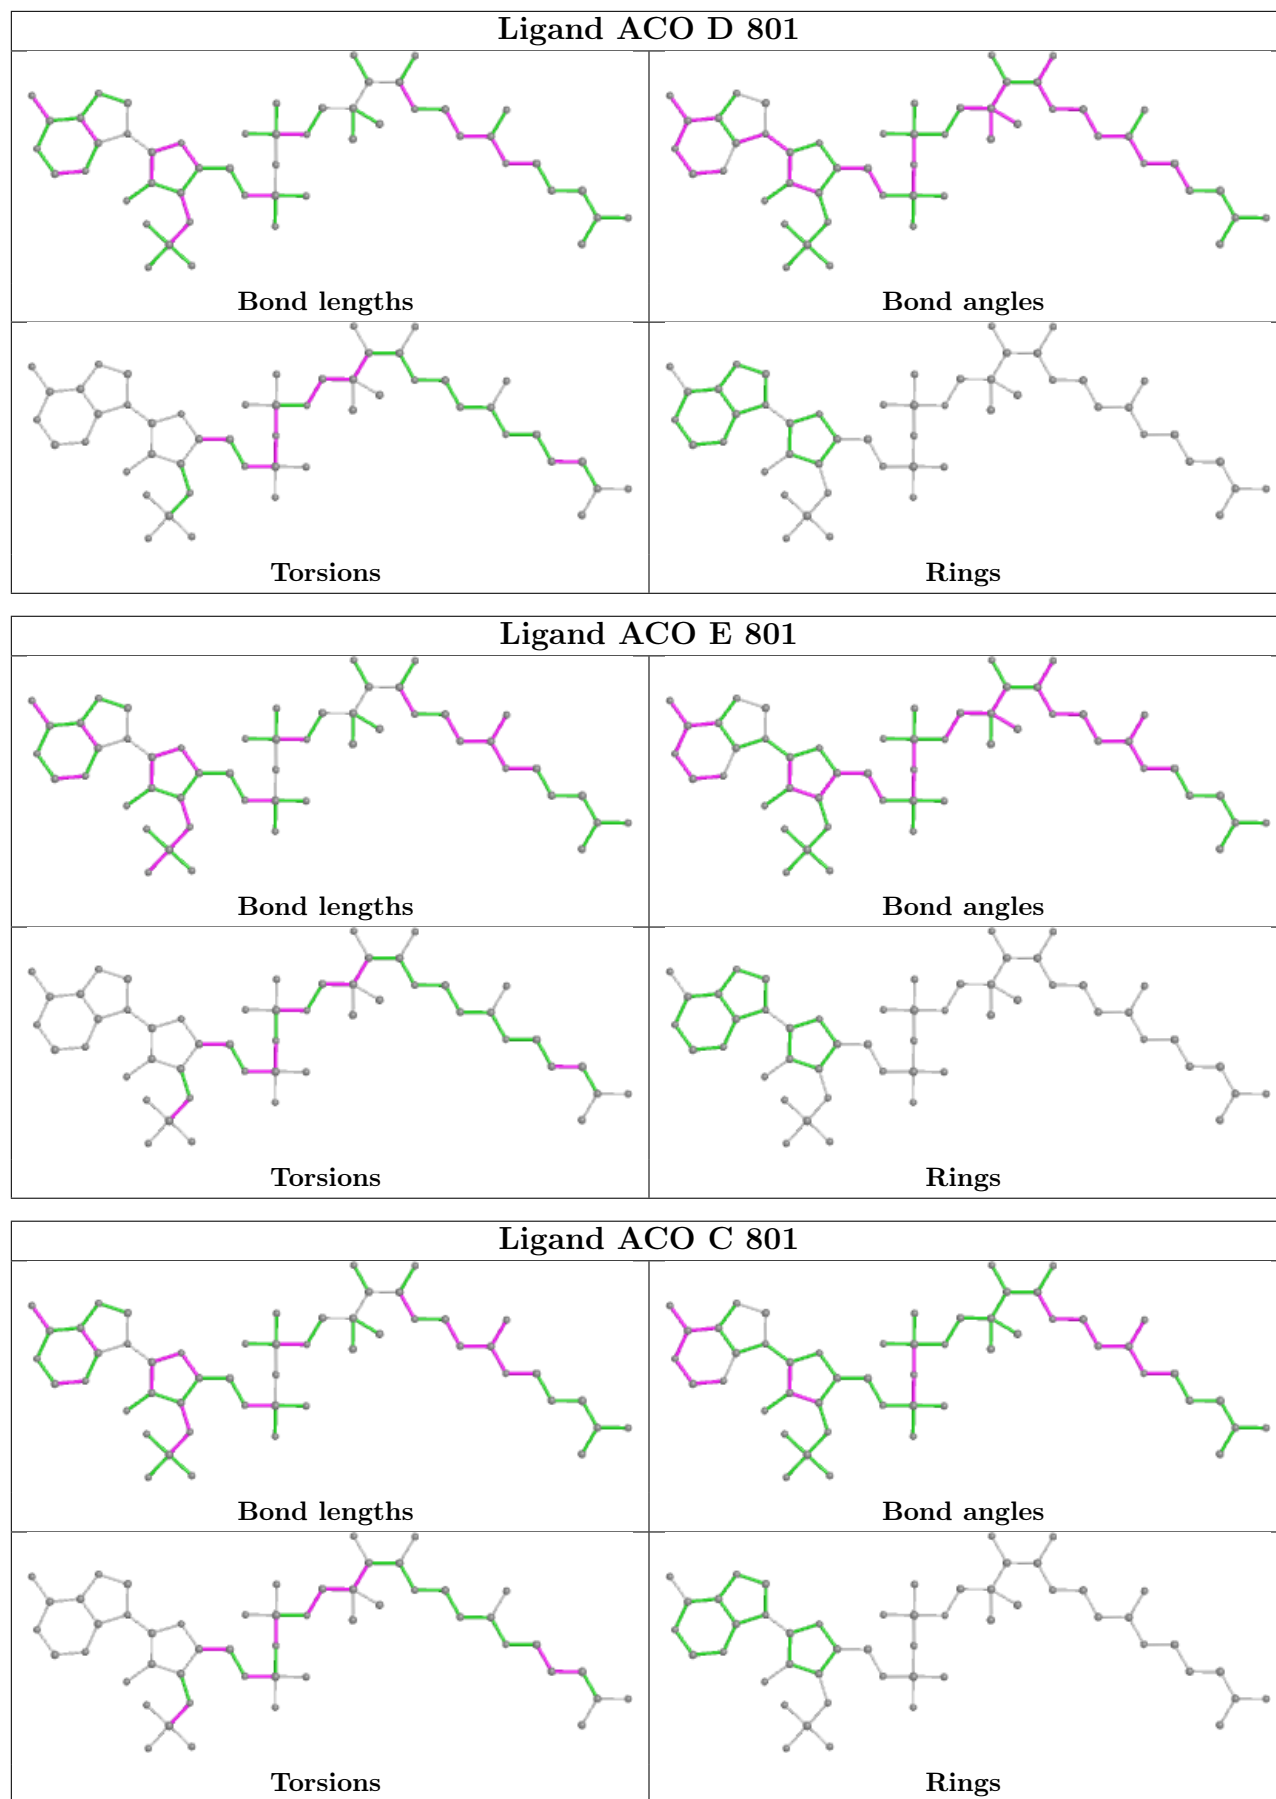 Ligand ACO D 801
Bond lengths
Bond angles
Torsions
Rings
Ligand ACO E 801
Bond lengths
Bond angles
Torsions
Rings
Ligand ACO C 801
Bond lengths
Bond angles
Torsions
Rings